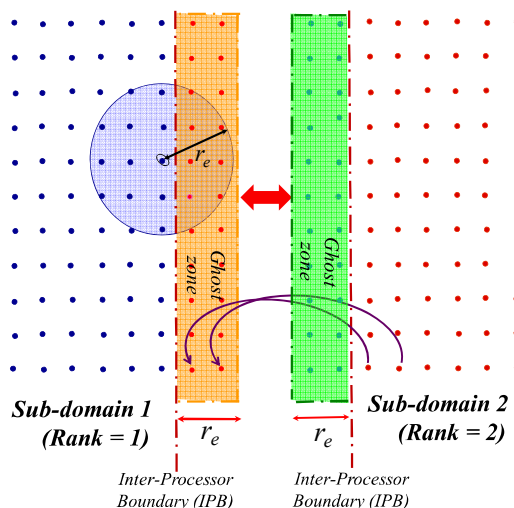 r_e
Ghost
zone
Ghost
zone
Sub-domain 1
(Rank = 1)
Sub-domain 2
(Rank = 2)
r_e
r_e
Inter-Processor
Boundary (IPB)
Inter-Processor
Boundary (IPB)